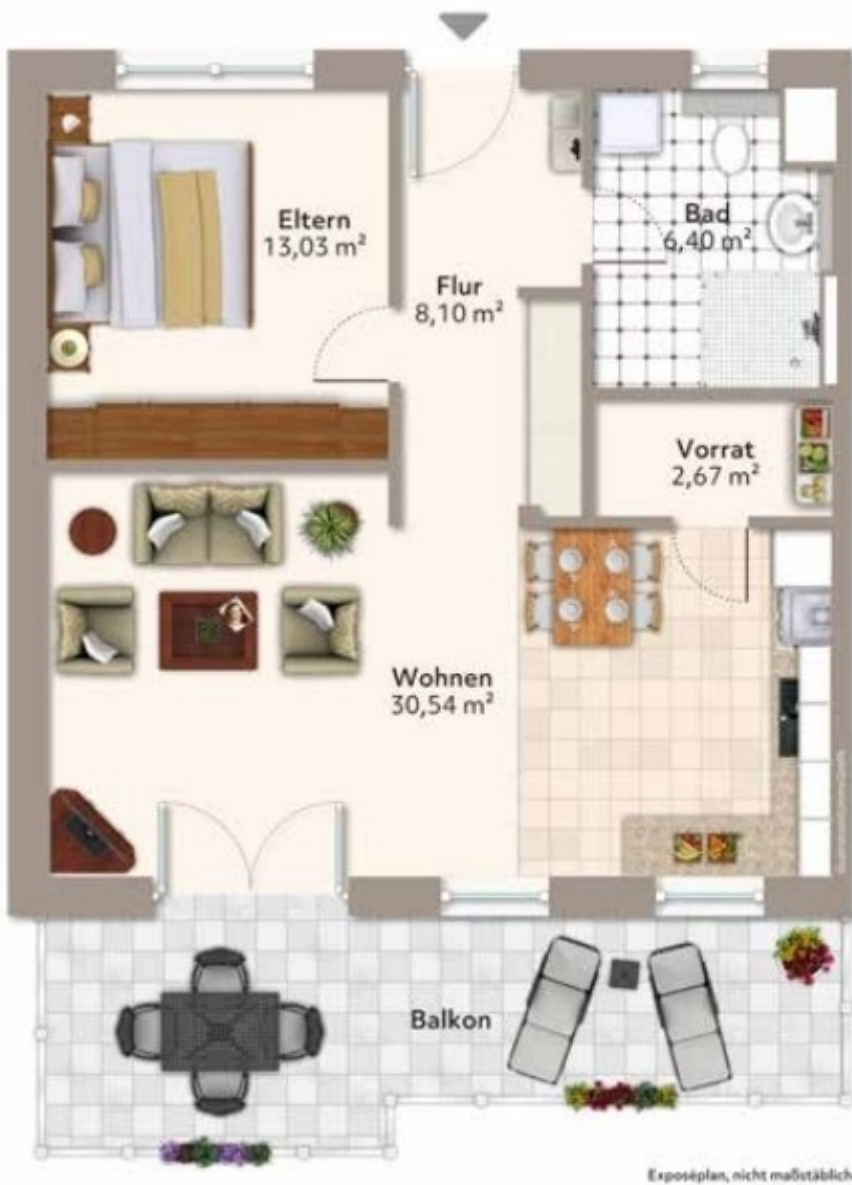 Eltern
13,03 m²
Bad
6,40 m²
Flur
8,10 m²
Vorrat
2,67 m²
Wohnen
30,54 m²
Balkon
Exposéplan, nicht maßstäblich